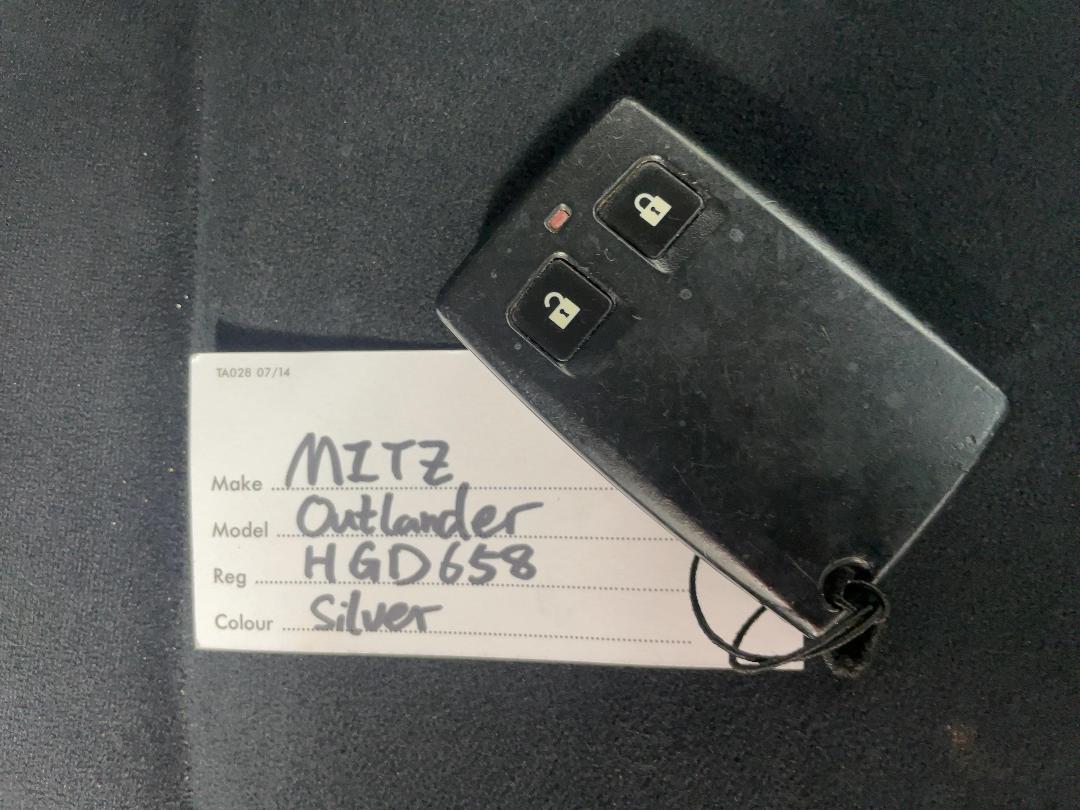 TA028 07/14
Make MITZ
Model Outlander
Reg HGD658
Colour Silver